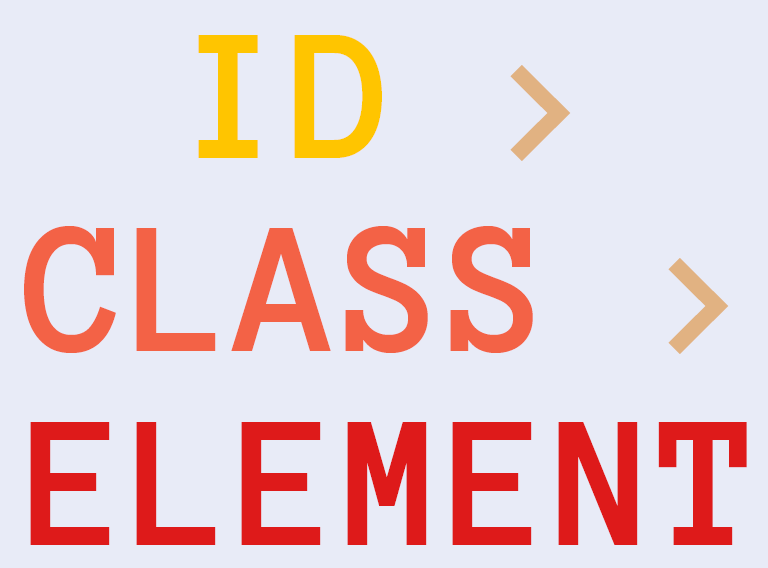 ID >
CLASS >
ELEMENT